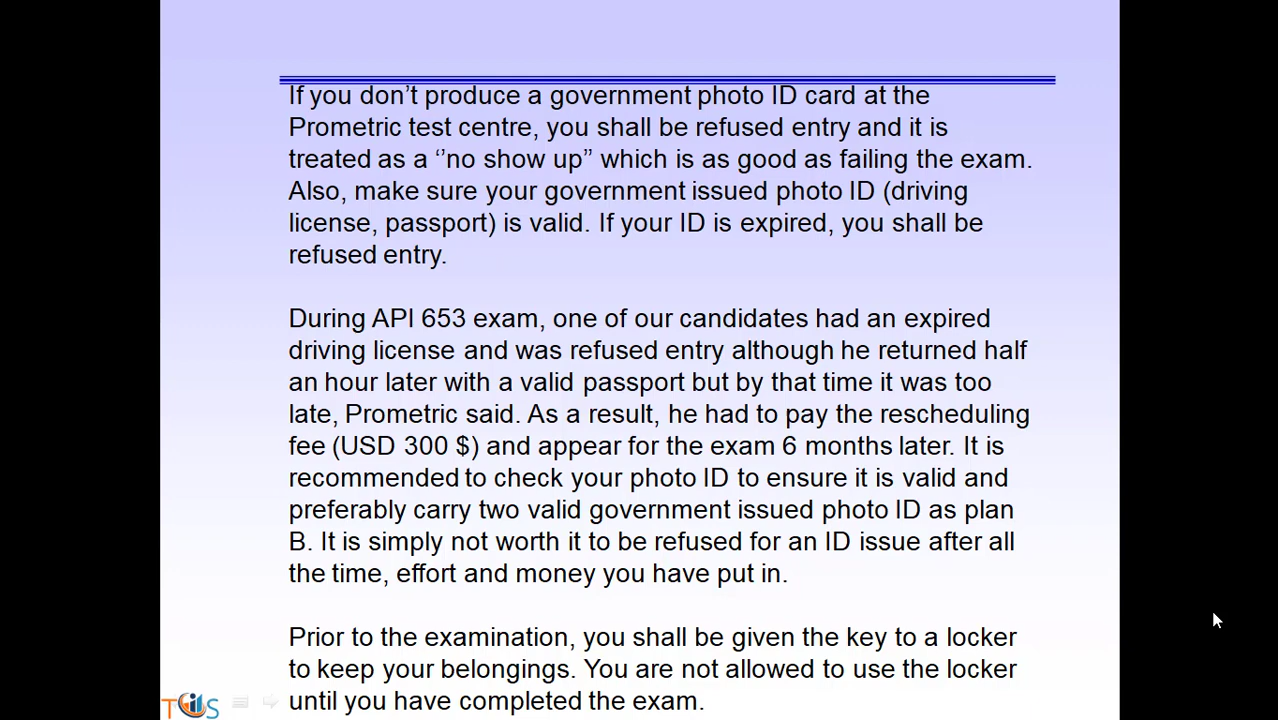 If you don’t produce a government photo ID card at the
Prometric test centre, you shall be refused entry and it is
treated as a ‘’no show up” which is as good as failing the exam.
Also, make sure your government issued photo ID (driving
license, passport) is valid. If your ID is expired, you shall be
refused entry.
During API 653 exam, one of our candidates had an expired
driving license and was refused entry although he returned half
an hour later with a valid passport but by that time it was too
late, Prometric said. As a result, he had to pay the rescheduling
fee (USD 300 $) and appear for the exam 6 months later. It is
recommended to check your photo ID to ensure it is valid and
preferably carry two valid government issued photo ID as plan
B. It is simply not worth it to be refused for an ID issue after all
the time, effort and money you have put in.
Prior to the examination, you shall be given the key to a locker
to keep your belongings. You are not allowed to use the locker
until you have completed the exam.